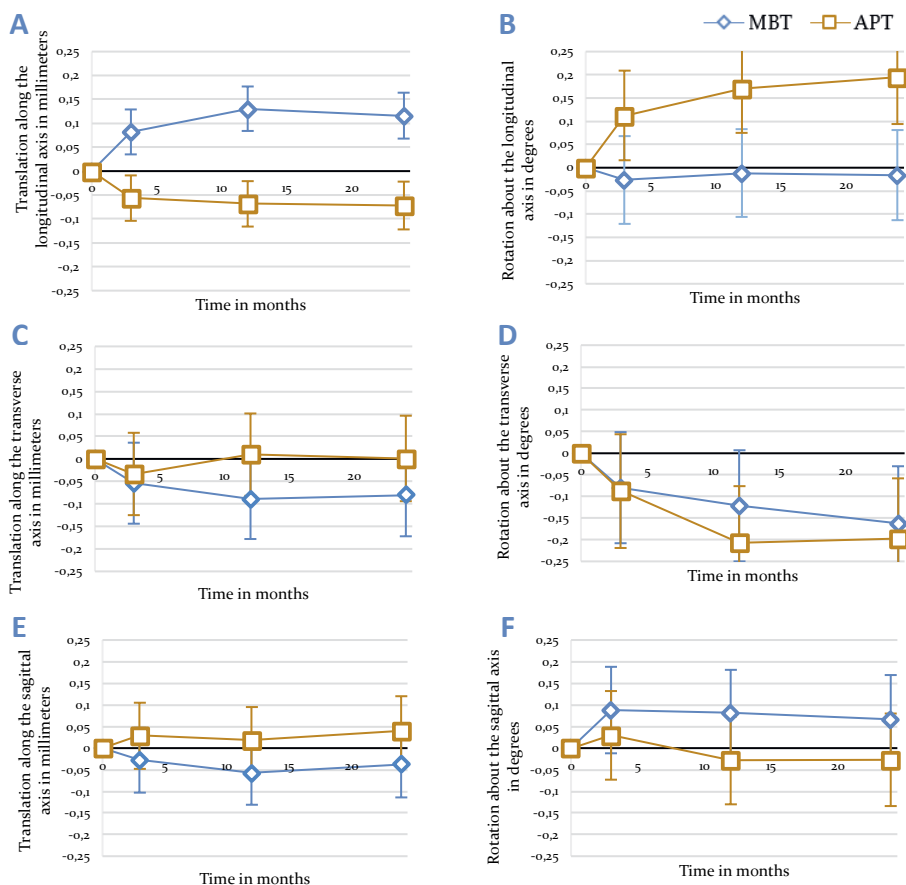 MBT APT
A
Translation along the
longitudinal axis in millimeters
0,25
0,2
0,15
0,1
0,05
0
-0,05
-0,1
-0,15
-0,2
-0,25
0 5 10 15 20
Time in months
B
Rotation about the longitudinal
axis in degrees
0,25
0,2
0,15
0,1
0,05
0
-0,05
-0,1
-0,15
-0,2
-0,25
0 5 10 15 20
Time in months
C
Translation along the transverse
axis in millimeters
0,25
0,2
0,15
0,1
0,05
0
-0,05
-0,1
-0,15
-0,2
-0,25
0 5 10 15 20
Time in months
D
Rotation about the transverse
axis in degrees
0,25
0,2
0,15
0,1
0,05
0
-0,05
-0,1
-0,15
-0,2
-0,25
0 5 10 15 20
Time in months
E
Translation along the sagittal
axis in millimeters
0,25
0,2
0,15
0,1
0,05
0
-0,05
-0,1
-0,15
-0,2
-0,25
0 5 10 15 20
Time in months
F
Rotation about the sagittal axis
in degrees
0,25
0,2
0,15
0,1
0,05
0
-0,05
-0,1
-0,15
-0,2
-0,25
0 5 10 15 20
Time in months